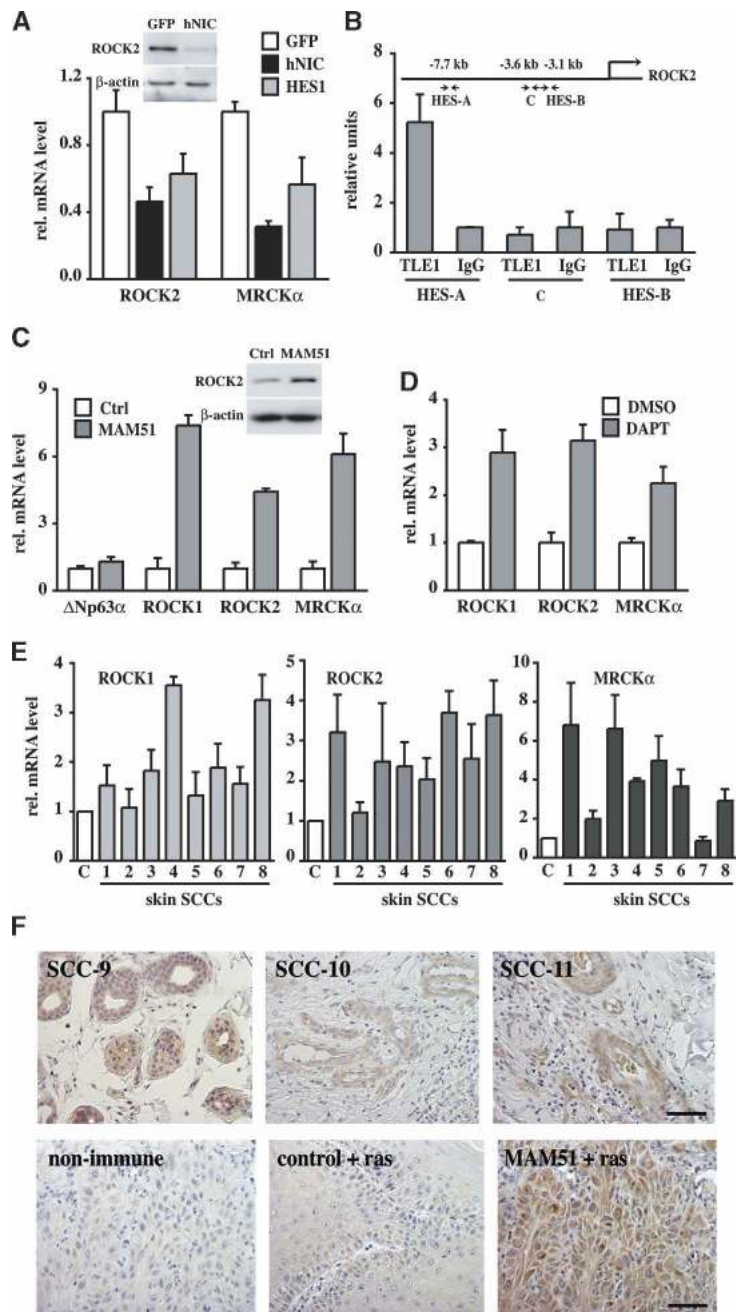 A
GFP hNIC
ROCK2
β-actin
GFP
hNIC
HES1
rel. mRNA level
1.2
0.8
0.4
0.0
ROCK2 MRCKα
B
relative units
8
6
4
2
0
-7.7 kb -3.6 kb -3.1 kb
ROCK2
HES-A C HES-B
TLE1 IgG TLE1 IgG TLE1 IgG
HES-A C HES-B
C
Ctrl MAM51
ROCK2
β-actin
Ctrl
MAM51
rel. mRNA level
9
6
3
0
ΔNp63α ROCK1 ROCK2 MRCKα
D
DMSO
DAPT
rel. mRNA level
4
3
2
1
0
ROCK1 ROCK2 MRCKα
E
rel. mRNA level
ROCK1
4
3
2
1
0
C 1 2 3 4 5 6 7 8
skin SCCs
ROCK2
5
4
3
2
1
0
C 1 2 3 4 5 6 7 8
skin SCCs
MRCKα
10
8
6
4
2
0
C 1 2 3 4 5 6 7 8
skin SCCs
F
SCC-9 SCC-10 SCC-11
non-immune control + ras MAM51 + ras